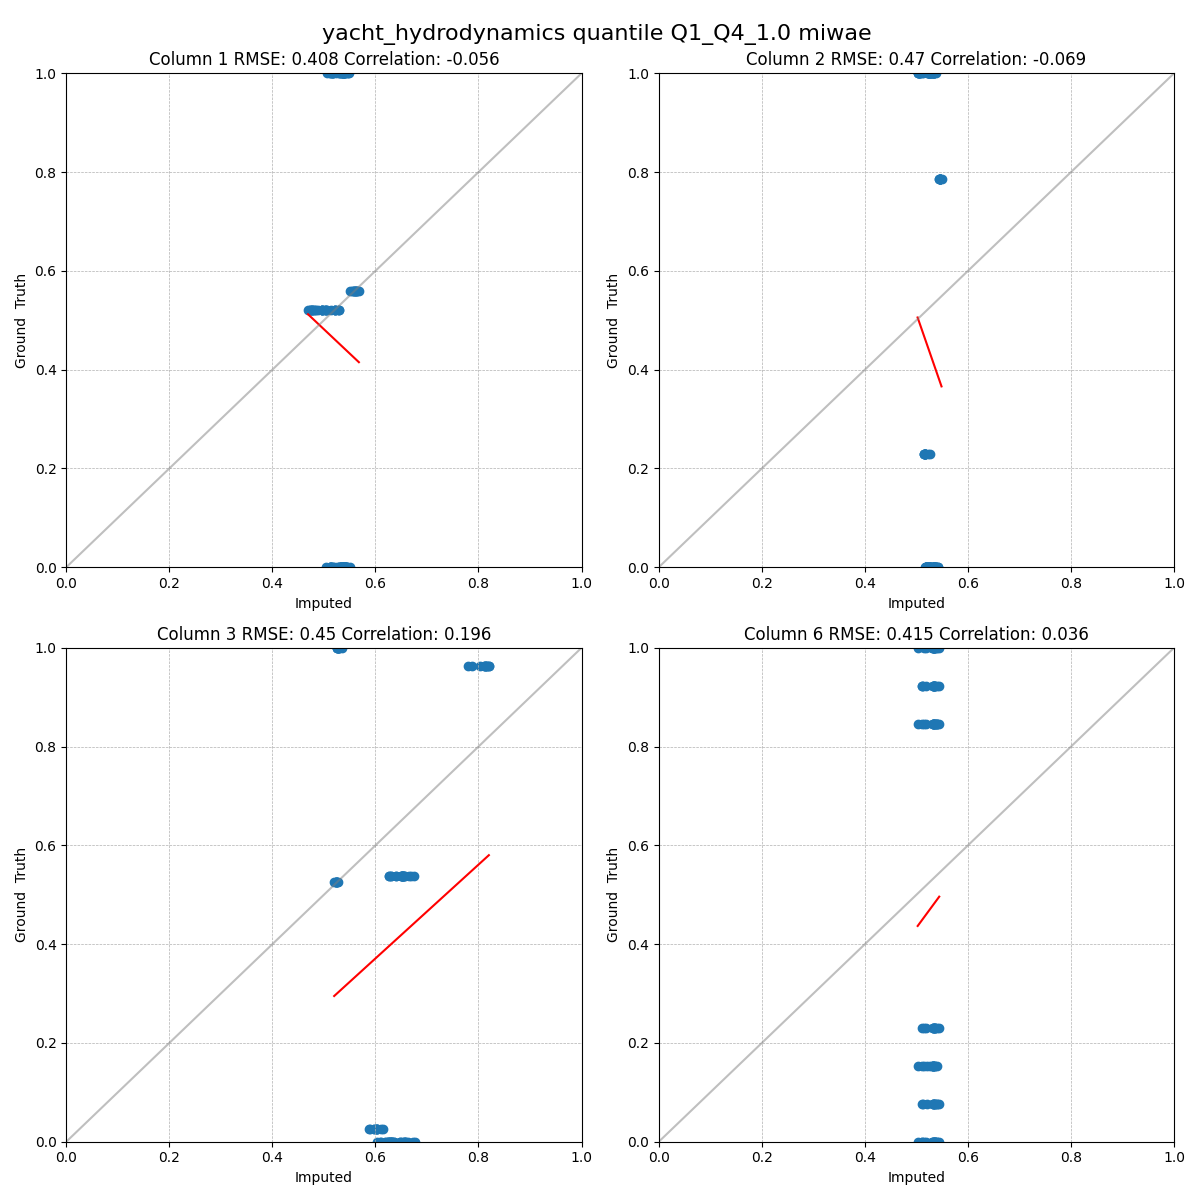 yacht_hydrodynamics quantile Q1_Q4_1.0 miwae
Column 1 RMSE: 0.408 Correlation: -0.056
1.0
0.8
0.6
0.4
0.2
0.0
Ground Truth
0.0 0.2 0.4 0.6 0.8 1.0
Imputed
Column 2 RMSE: 0.47 Correlation: -0.069
1.0
0.8
0.6
0.4
0.2
0.0
Ground Truth
0.0 0.2 0.4 0.6 0.8 1.0
Imputed
Column 3 RMSE: 0.45 Correlation: 0.196
1.0
0.8
0.6
0.4
0.2
0.0
Ground Truth
0.0 0.2 0.4 0.6 0.8 1.0
Imputed
Column 6 RMSE: 0.415 Correlation: 0.036
1.0
0.8
0.6
0.4
0.2
0.0
Ground Truth
0.0 0.2 0.4 0.6 0.8 1.0
Imputed